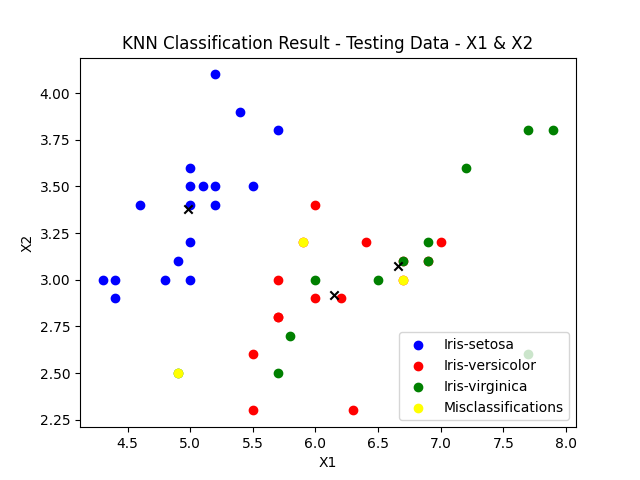 KNN Classification Result - Testing Data - X1 & X2
4.00
3.75
3.50
3.25
3.00
2.75
2.50
2.25
X2
4.5 5.0 5.5 6.0 6.5 7.0 7.5 8.0
X1
Iris-setosa
Iris-versicolor
Iris-virginica
Misclassifications